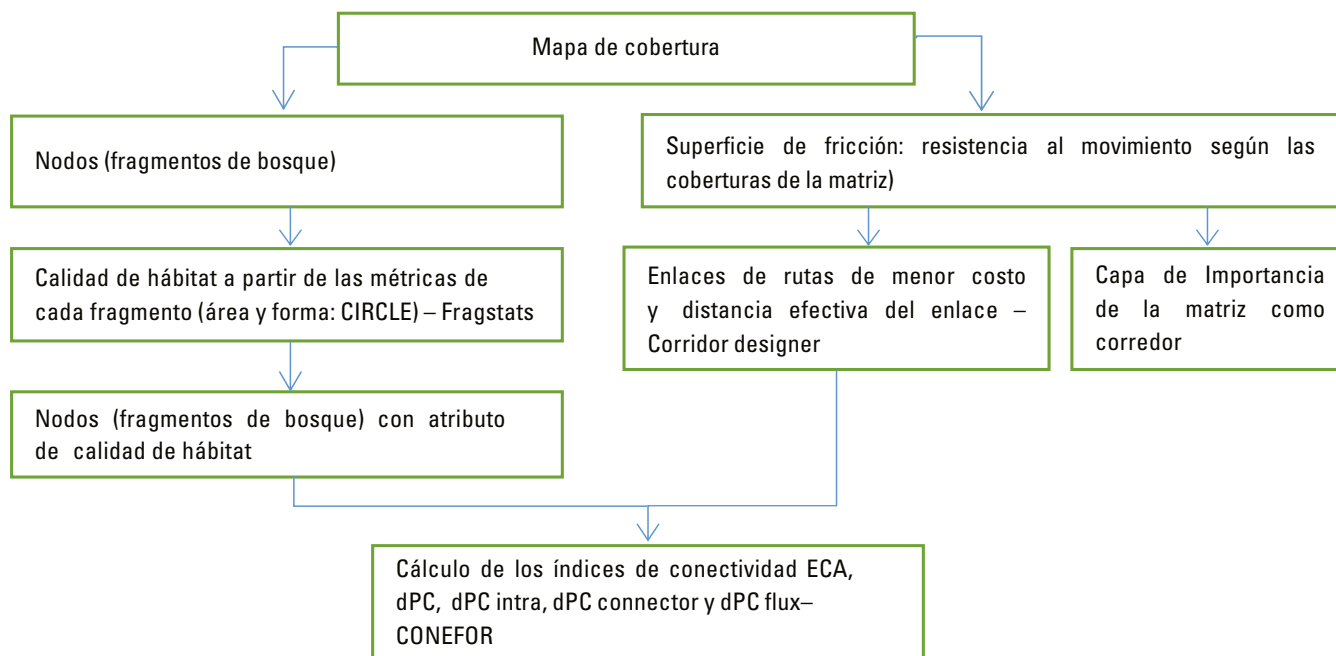 Mapa de cobertura
Nodos (fragmentos de bosque)
Superficie de fricción: resistencia al movimiento según las
coberturas de la matriz)
Calidad de hábitat a partir de las métricas de
cada fragmento (área y forma: CIRCLE) – Fragstats
Enlaces de rutas de menor costo
y distancia efectiva del enlace –
Corridor designer
Capa de Importancia
de la matriz como
corredor
Nodos (fragmentos de bosque) con atributo
de calidad de hábitat
Cálculo de los índices de conectividad ECA,
dPC, dPC intra, dPC connector y dPC flux–
CONEFOR